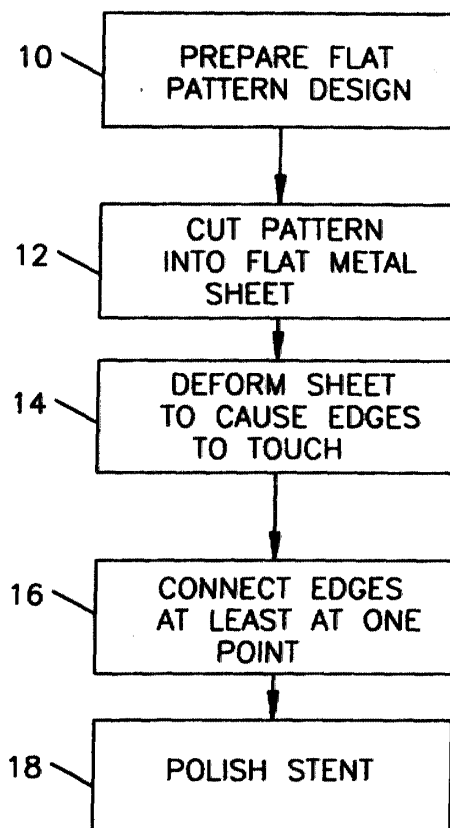 10
PREPARE FLAT
PATTERN DESIGN
12
CUT PATTERN
INTO FLAT METAL
SHEET
14
DEFORM SHEET
TO CAUSE EDGES
TO TOUCH
16
CONNECT EDGES
AT LEAST AT ONE
POINT
18
POLISH STENT